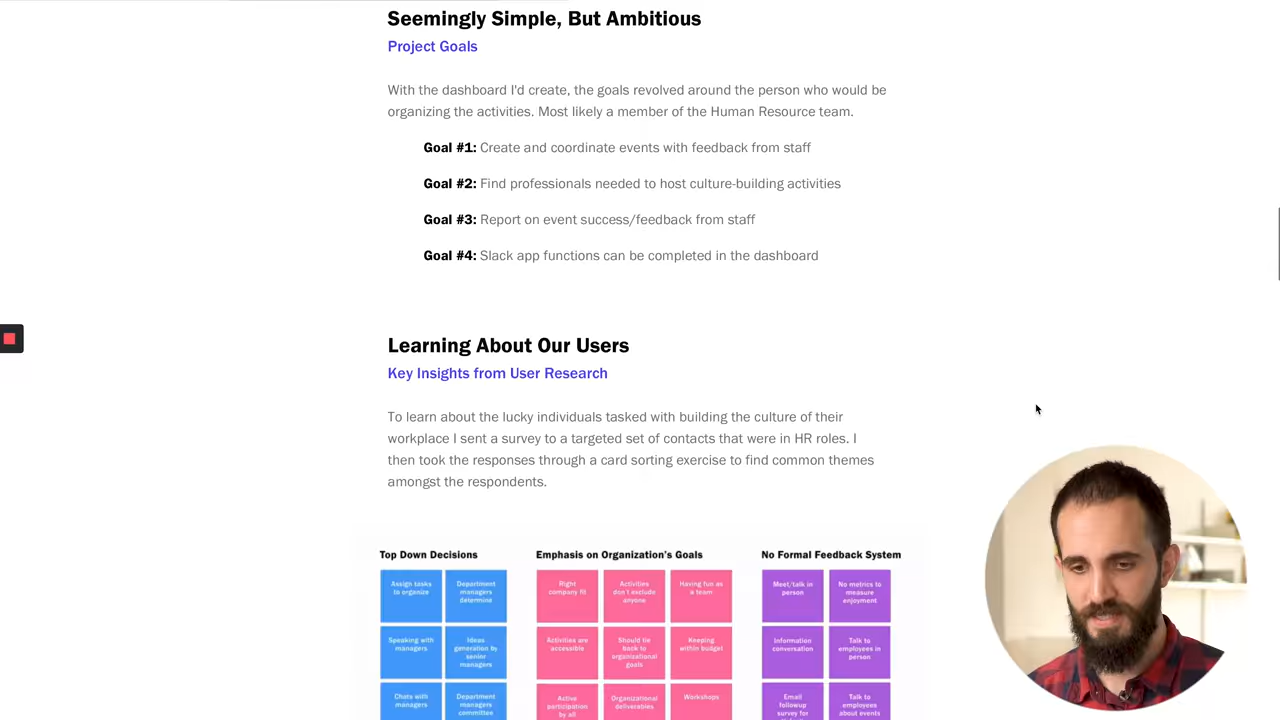 Seemingly Simple, But Ambitious
Project Goals
With the dashboard I'd create, the goals revolved around the person who would be
organizing the activities. Most likely a member of the Human Resource team.
Goal #1: Create and coordinate events with feedback from staff
Goal #2: Find professionals needed to host culture-building activities
Goal #3: Report on event success/feedback from staff
Goal #4: Slack app functions can be completed in the dashboard
Learning About Our Users
Key Insights from User Research
To learn about the lucky individuals tasked with building the culture of their
workplace I sent a survey to a targeted set of contacts that were in HR roles. I
then took the responses through a card sorting exercise to find common themes
amongst the respondents.
Top Down Decisions
Assign tasks
to organize
Department
managers
determine
Speaking with
managers
Ideas
generation by
senior
managers
Chats with
managers
Department
managers
committee
Emphasis on Organization's Goals
Right
company fit
Activities
don't exclude
anyone
Having fun as
a team
Activities are
accessible
Should tie
back to
organizational
goals
Keeping
within budget
Active
participation
by all
Organizational
deliverables
Workshops
No Formal Feedback System
Meet/talk in
person
No metrics to
measure
enjoyment
Information
conversation
Talk to
employees in
person
Email
followup
survey for
Talk to
employees
about events